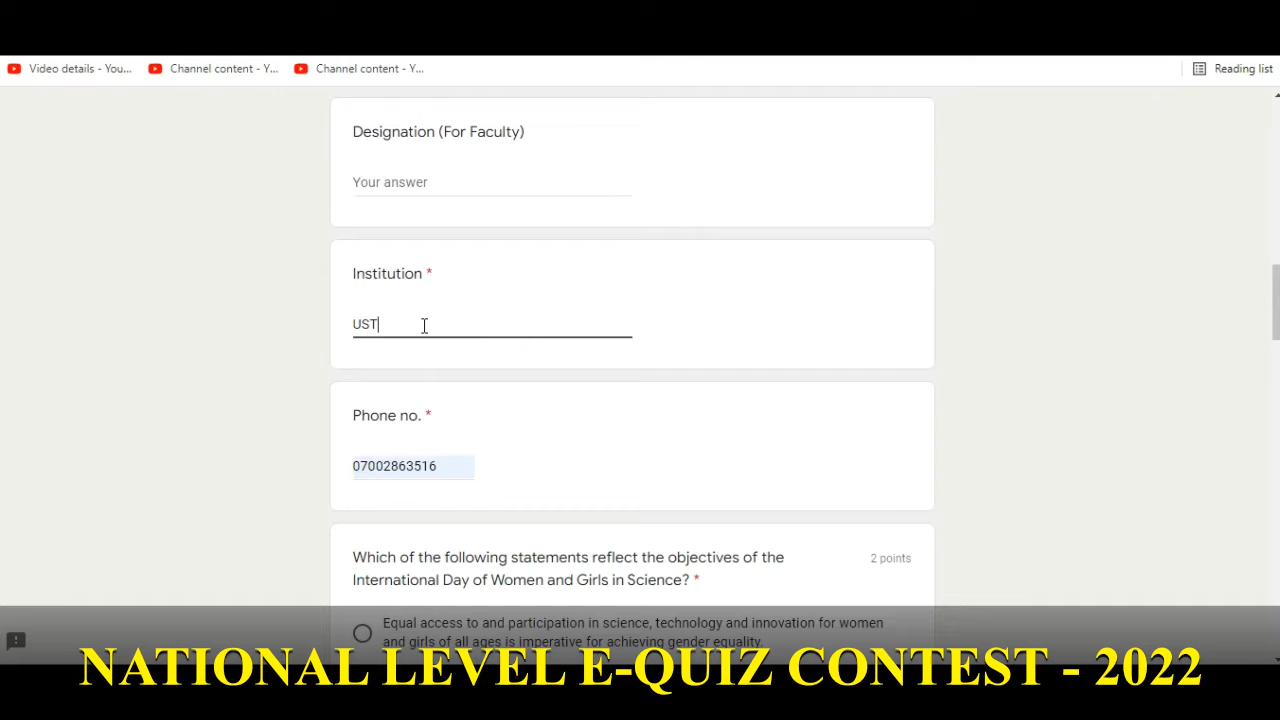 Video details - You...
Channel content - Y...
Channel content - Y...
Reading list
Designation (For Faculty)
Your answer
Institution *
UST
Phone no. *
07002863516
Which of the following statements reflect the objectives of the
International Day of Women and Girls in Science? *
2 points
Equal access to and participation in science, technology and innovation for women
and girls of all ages is imperative for achieving gender equality.
NATIONAL LEVEL E-QUIZ CONTEST - 2022